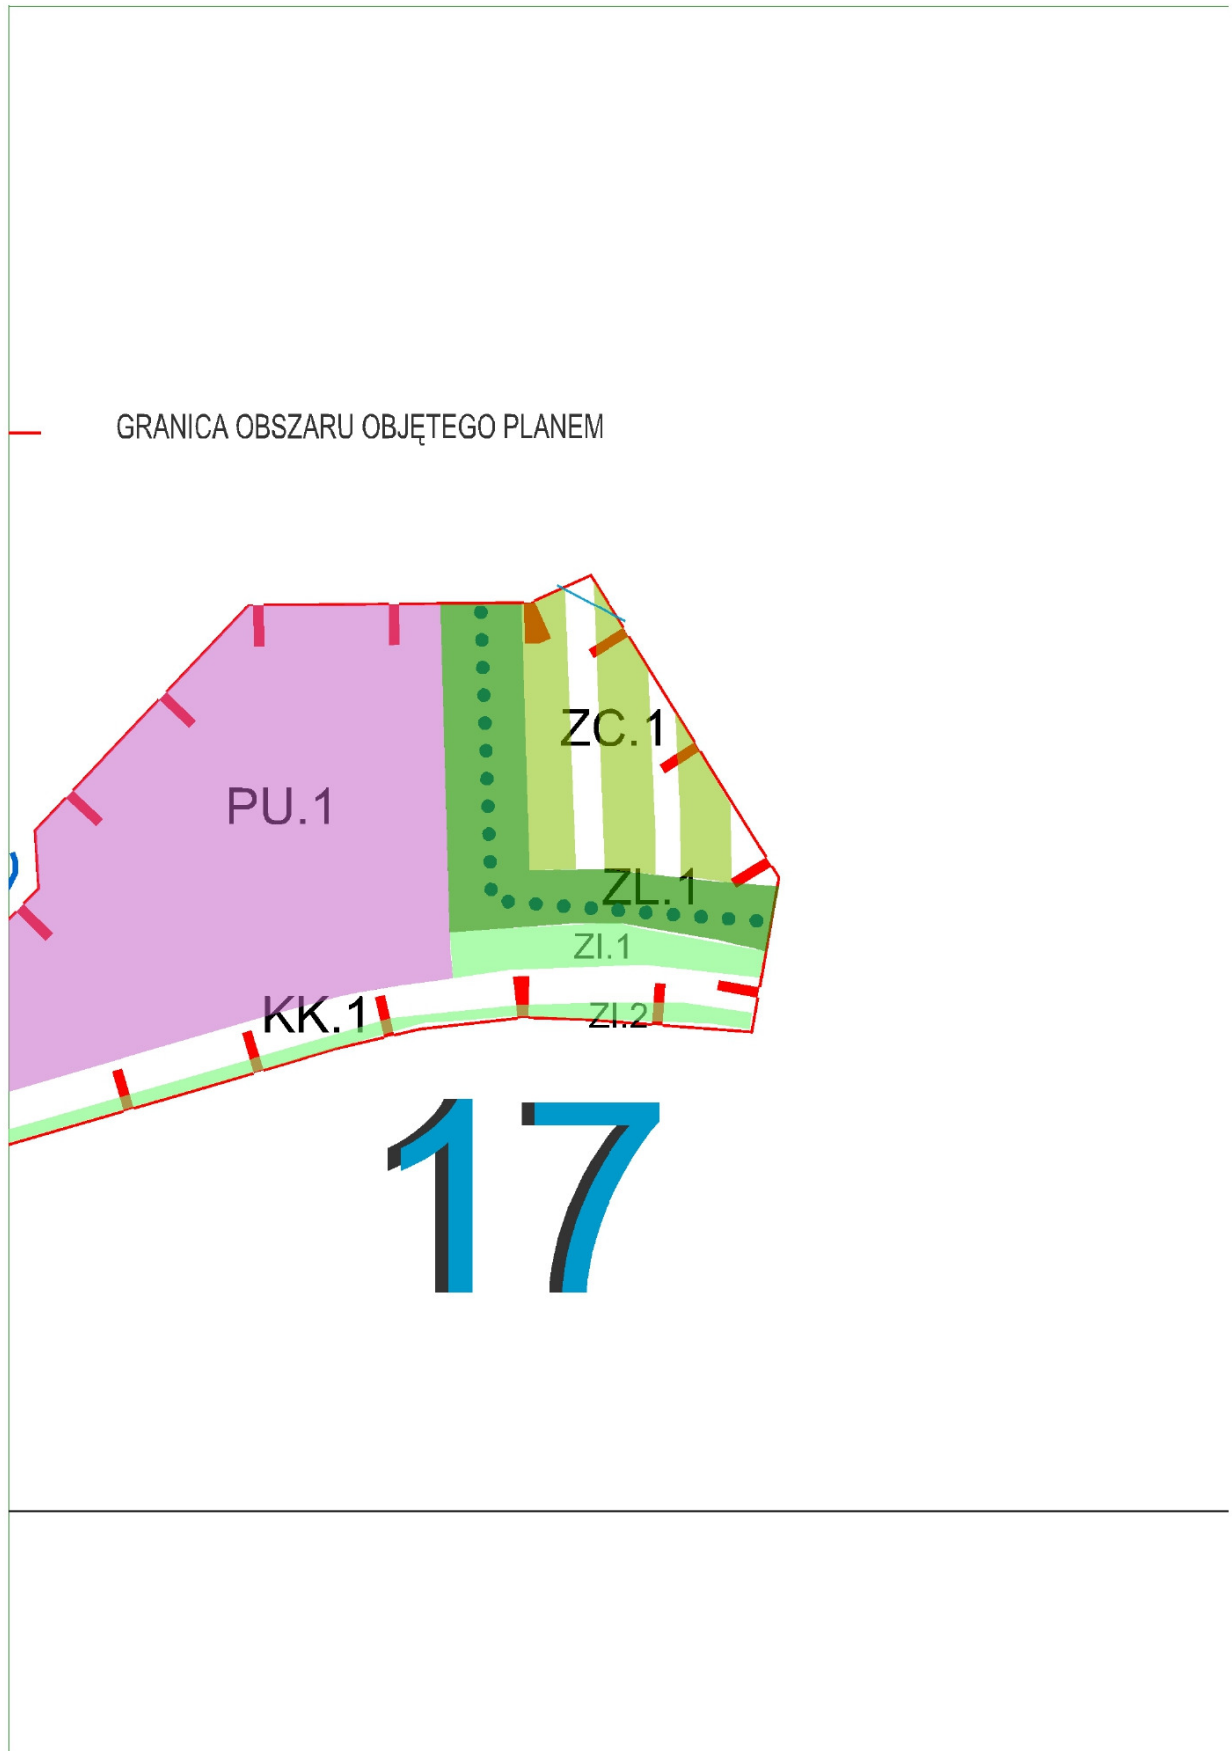 GRANICA OBSZARU OBJĘTEGO PLANEM
ZC.1
PU.1
ZL.1
ZI.1
KK.1
ZI.2
17